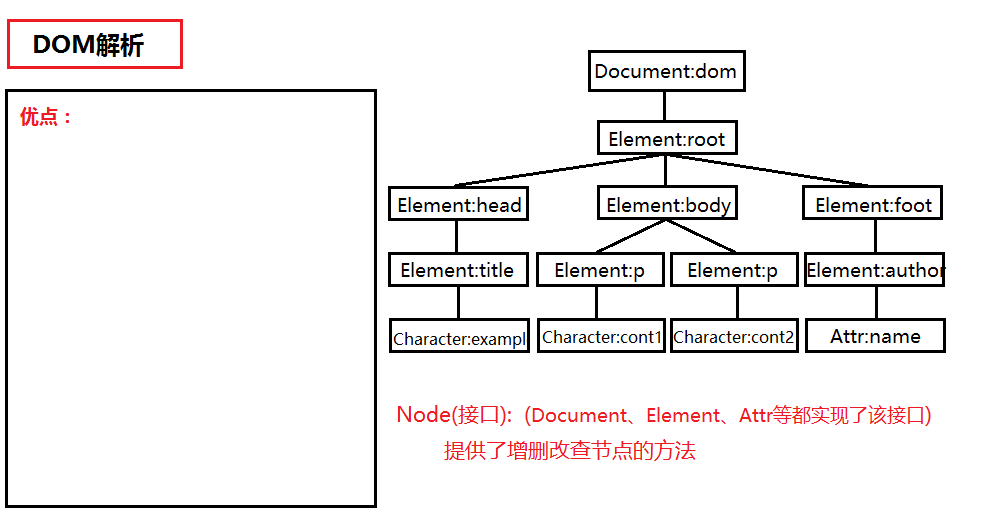 DOM解析
优点：
Document:dom
Element:root
Element:head
Element:body
Element:foot
Element:title
Element:p
Element:p
Element:author
Character:exampl
Character:cont1
Character:cont2
Attr:name
Node(接口):（Document、Element、Attr等都实现了该接口)
提供了增删改查节点的方法